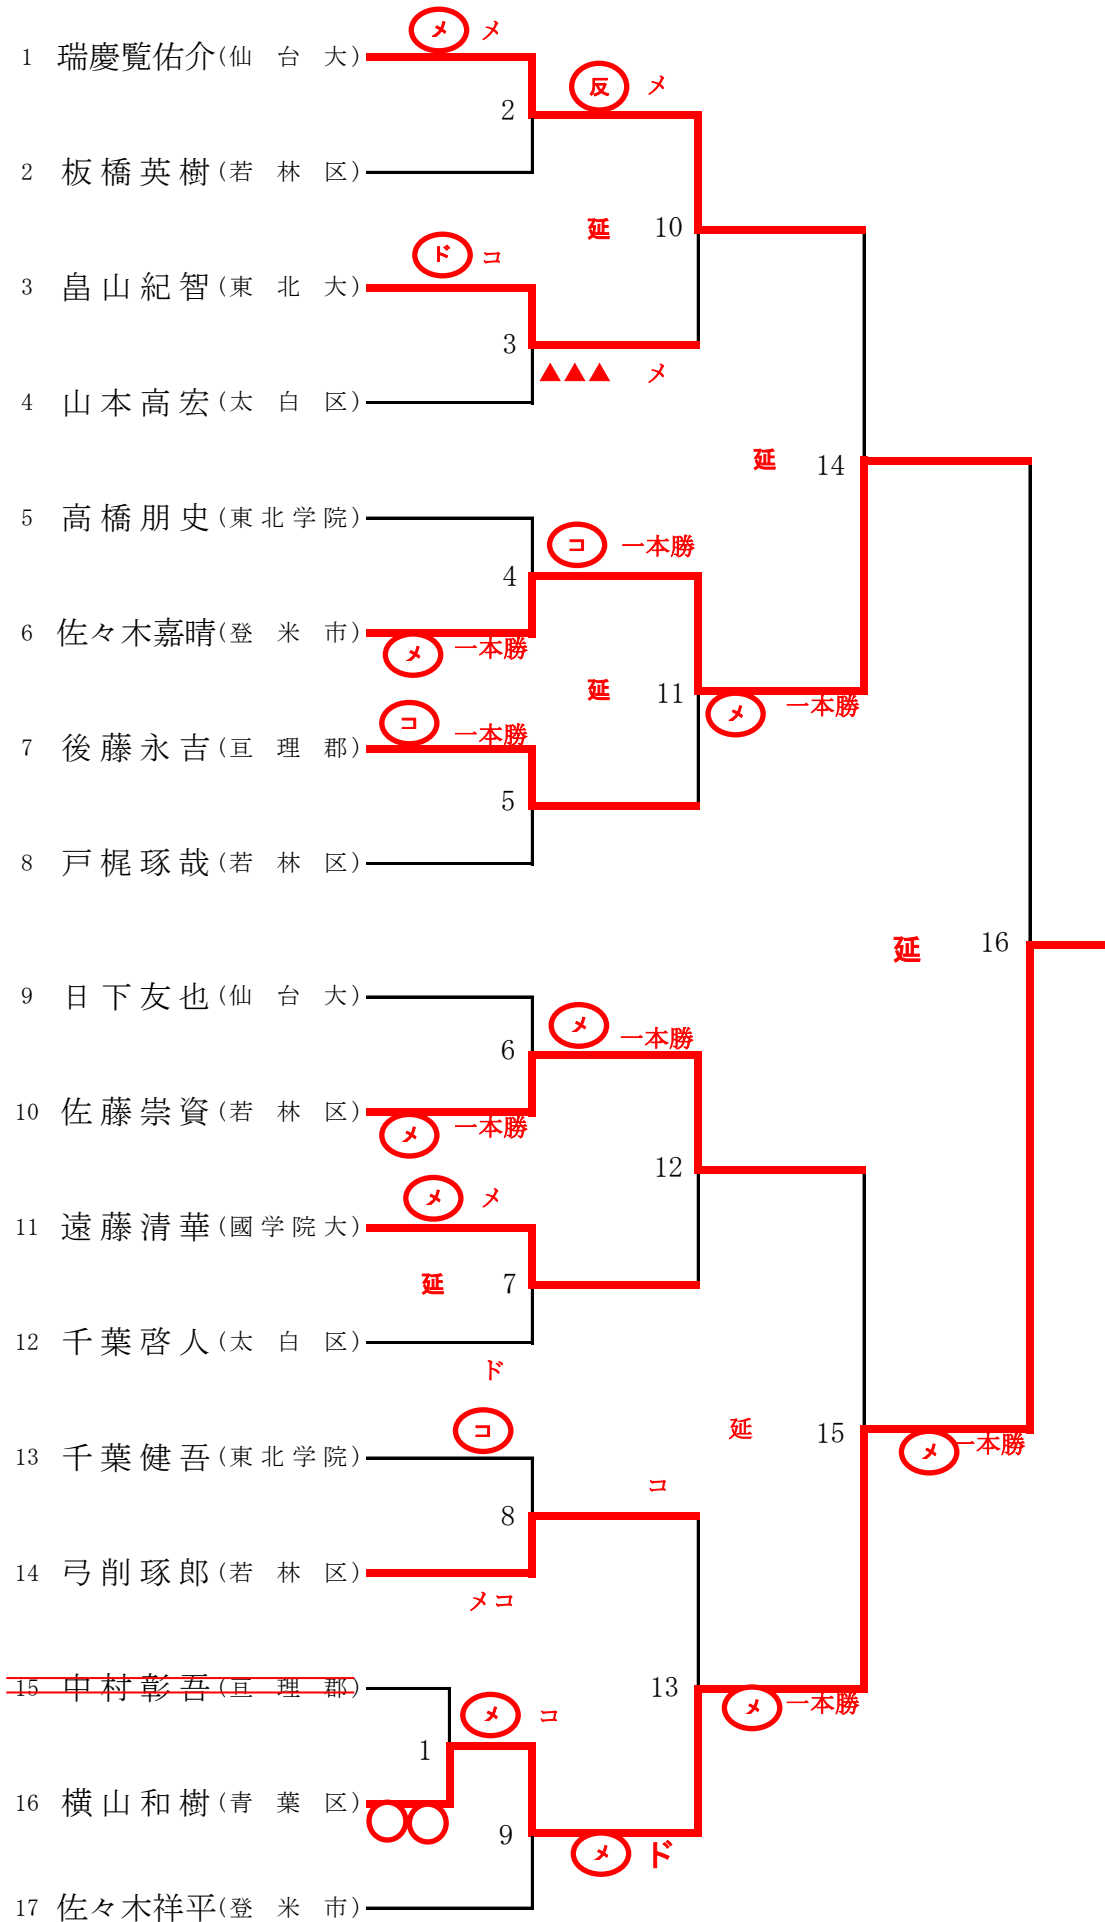 メ メ
1 瑞慶覧佑介(仙 台 大)
反 メ
2
2 板橋英樹(若 林 区)
延 10
ド コ
3 畠山紀智(東 北 大)
3
▲▲▲ メ
4 山本高宏(太 白 区)
延 14
5 高橋朋史(東北学院)
コ 一本勝
4
6 佐々木嘉晴(登 米 市)
メ 一本勝
延 11
メ 一本勝
コ 一本勝
7 後藤永吉(亘 理 郡)
5
8 戸梶琢哉(若 林 区)
延 16
9 日下友也(仙 台 大)
メ 一本勝
6
10 佐藤崇資(若 林 区)
メ 一本勝
12
メ メ
11 遠藤清華(國学院大)
延 7
12 千葉啓人(太 白 区)
ド
延 15
メ 一本勝
コ
13 千葉健吾(東北学院)
コ
8
14 弓削琢郎(若 林 区)
メコ
15 中村彰吾(亘 理 郡)
13
メ 一本勝
メ コ
1
16 横山和樹(青 葉 区)
〇〇
9
メ ド
17 佐々木祥平(登 米 市)